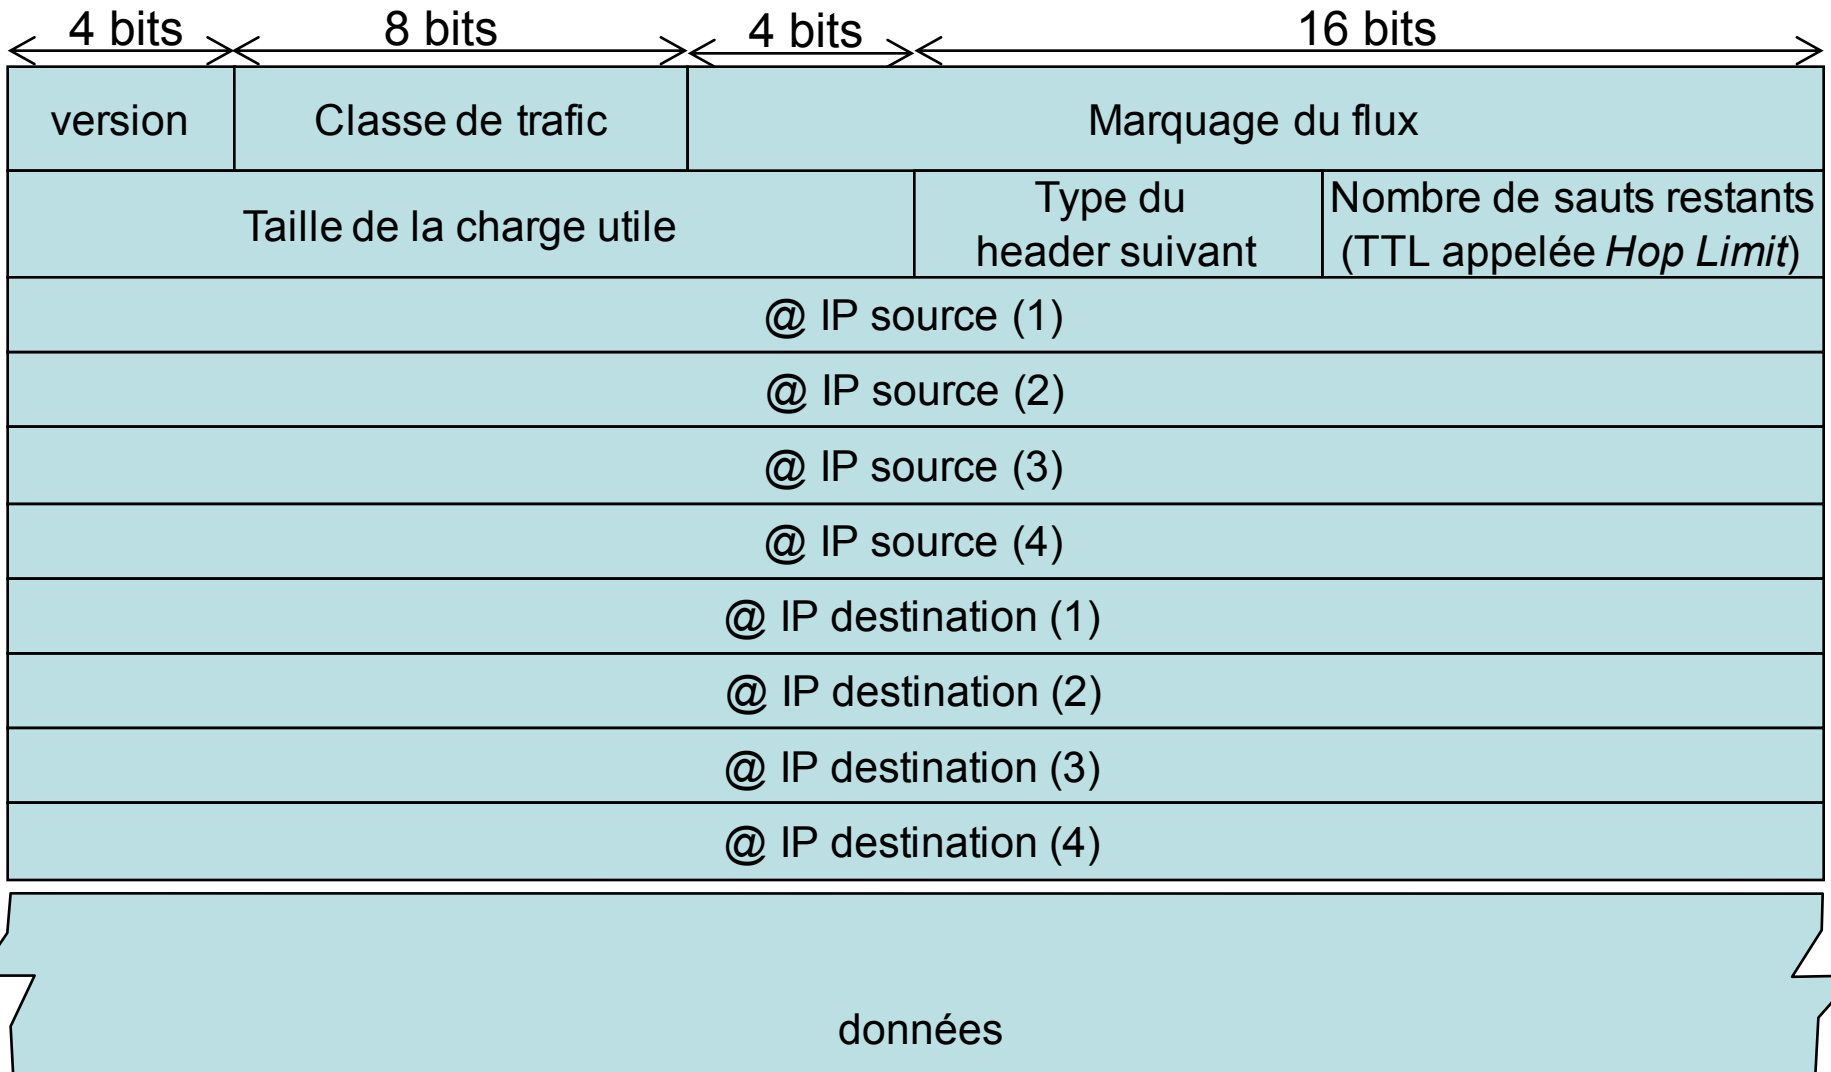 4 bits 8 bits 4 bits 16 bits
version Classe de trafic Marquage du flux
Taille de la charge utile
Type du
header suivant
Nombre de sauts restants
(TTL appelée Hop Limit)
@ IP source (1)
@ IP source (2)
@ IP source (3)
@ IP source (4)
@ IP destination (1)
@ IP destination (2)
@ IP destination (3)
@ IP destination (4)
données